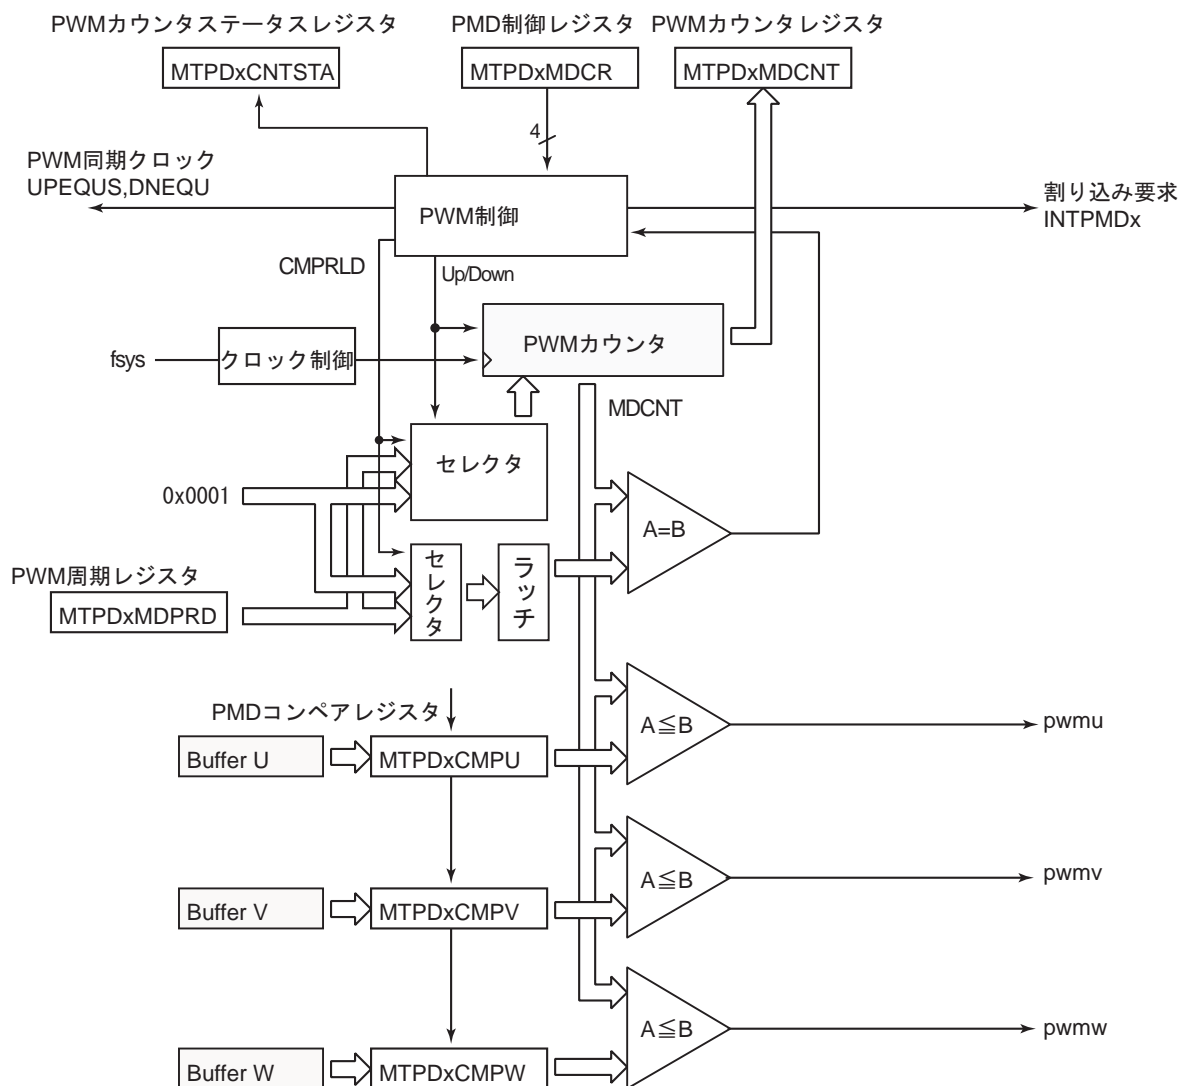 PWMカウンタステータスレジスタ
PMD制御レジスタ
PWMカウンタレジスタ
MTPDxCNTSTA
MTPDxMDCR
MTPDxMDCNT
4
PWM同期クロック
UPEQUS,DNEQU
PWM制御
割り込み要求
INTPMDx
CMPRLD
Up/Down
fsys
クロック制御
PWMカウンタ
MDCNT
セレクタ
0x0001
A=B
セレクタ
ラッチ
PWM周期レジスタ
MTPDxMDPRD
PMDコンペアレジスタ
Buffer U
MTPDxCMPU
A≦B
pwmu
Buffer V
MTPDxCMPV
A≦B
pwmv
Buffer W
MTPDxCMPW
A≦B
pwmw